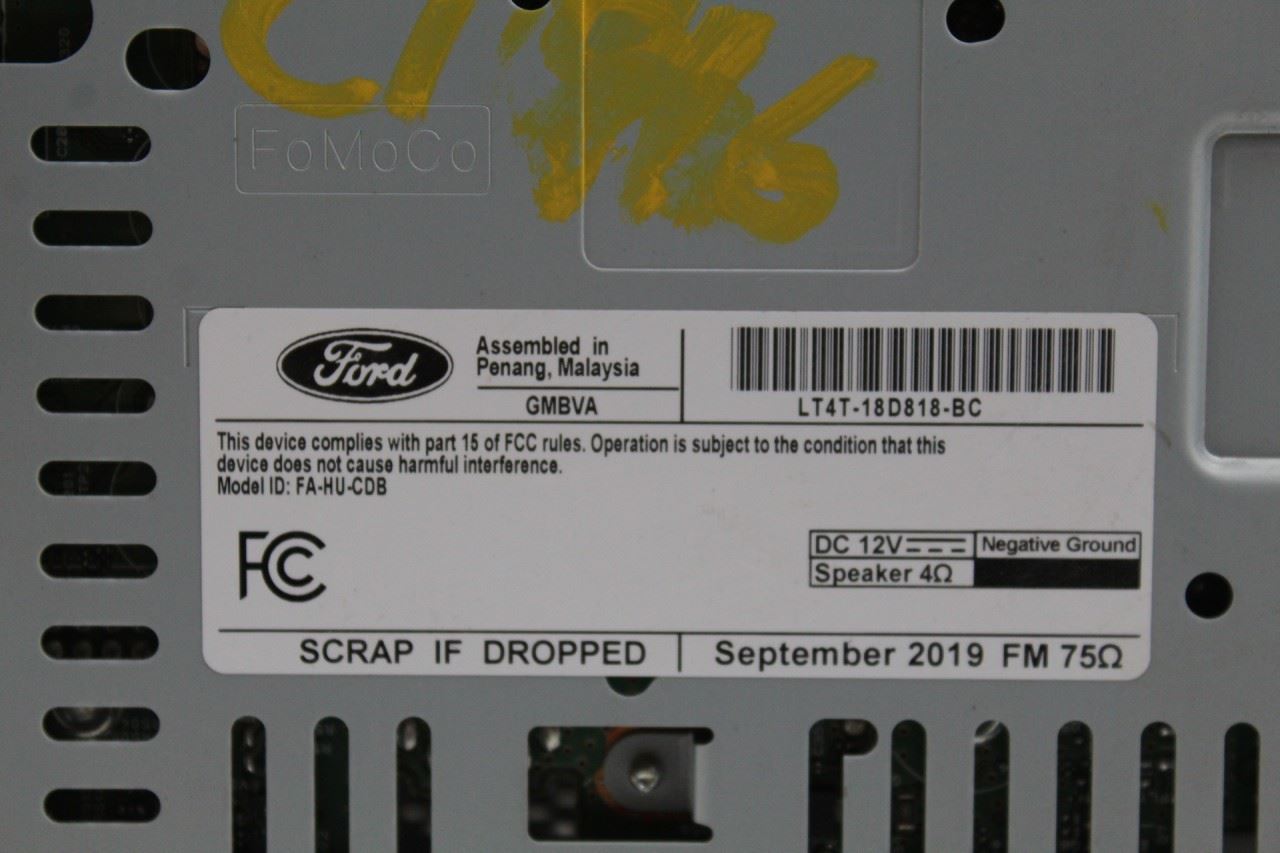 FoMoCo
Ford
Assembled in
Penang, Malaysia
GMBVA
LT4T-18D818-BC
This device complies with part 15 of FCC rules. Operation is subject to the condition that this
device does not cause harmful interference.
Model ID: FA-HU-CDB
FC
DC 12V
Negative Ground
Speaker 4Ω
SCRAP IF DROPPED
September 2019 FM 75Ω